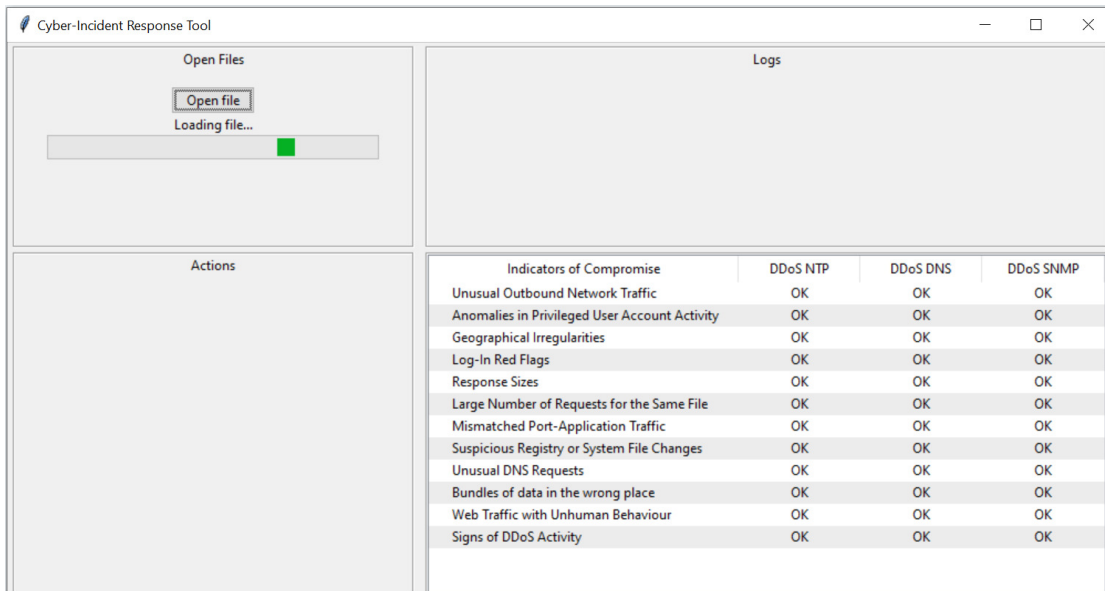 Cyber-Incident Response Tool
Open Files
Open file
Loading file...
Logs
Actions
Indicators of Compromise DDoS NTP DDoS DNS DDoS SNMP
Unusual Outbound Network Traffic OK OK OK
Anomalies in Privileged User Account Activity OK OK OK
Geographical Irregularities OK OK OK
Log-In Red Flags OK OK OK
Response Sizes OK OK OK
Large Number of Requests for the Same File OK OK OK
Mismatched Port-Application Traffic OK OK OK
Suspicious Registry or System File Changes OK OK OK
Unusual DNS Requests OK OK OK
Bundles of data in the wrong place OK OK OK
Web Traffic with Unhuman Behaviour OK OK OK
Signs of DDoS Activity OK OK OK